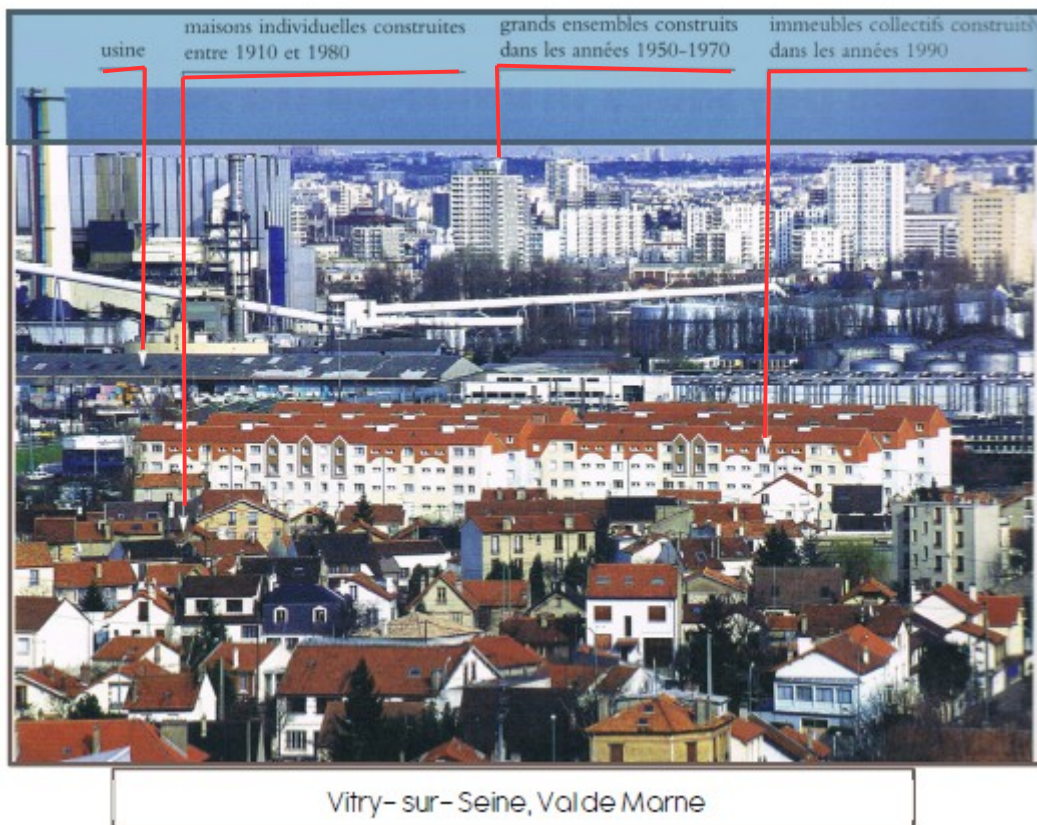 usine
maisons individuelles construites
entre 1910 et 1980
grands ensembles construits
dans les années 1950-1970
immeubles collectifs construits
dans les années 1990
Vitry-sur-Seine, Val de Marne